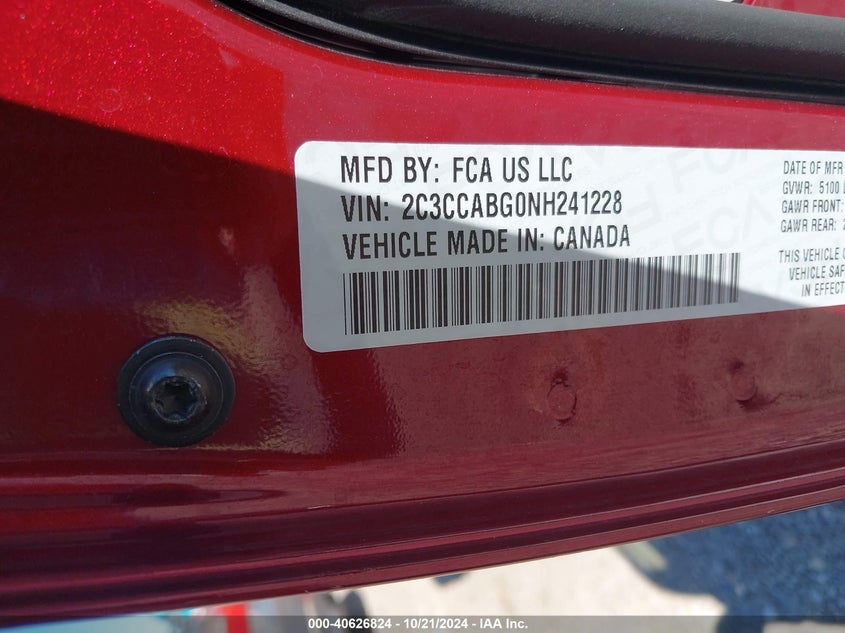 MFD BY: FCA US LLC
VIN: 2C3CCABG0NH241228
VEHICLE MADE IN: CANADA
DATE OF MFR
GVWR: 5100
GAWR FRONT:
GAWR REAR:
THIS VEHICLE
VEHICLE SAF
IN EFFECT
000-40626824 - 10/21/2024 - IAA Inc.